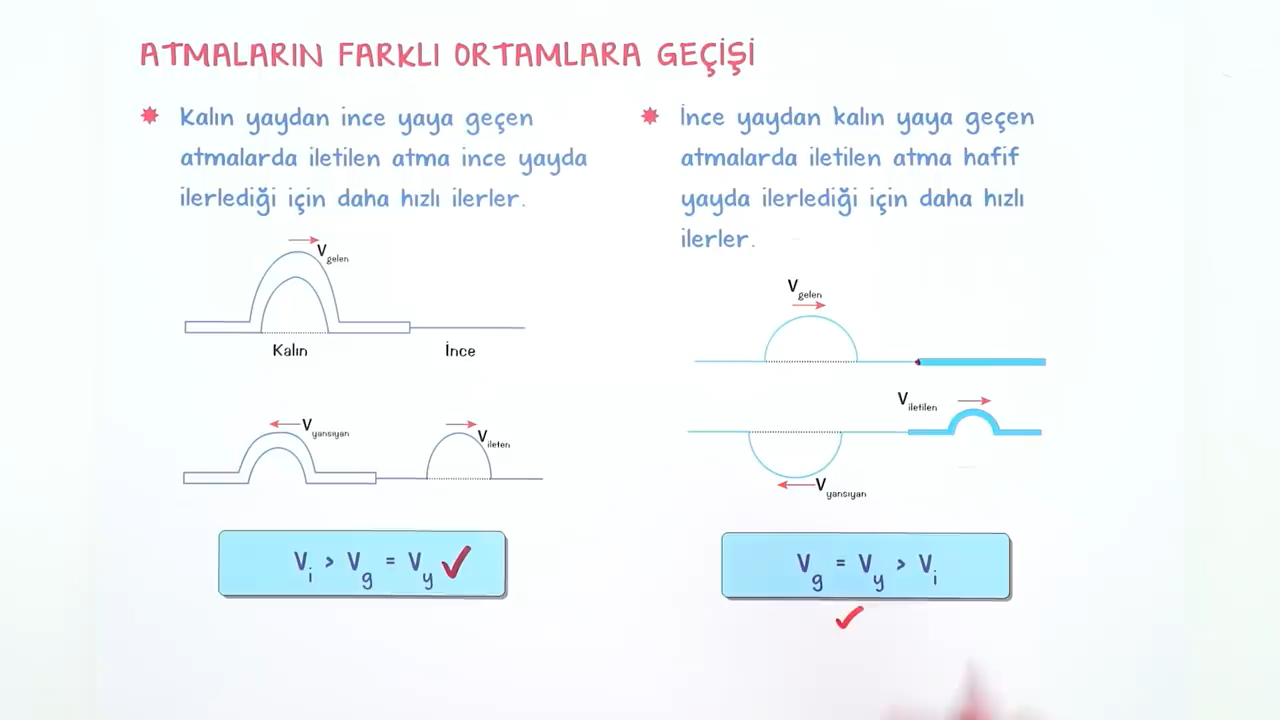 ATMALARIN FARKLI ORTAMLARA GEÇİŞİ
Kalın yaydan ince yaya geçen
atmalarda iletilen atma ince yayda
ilerlediği için daha hızlı ilerler.
Vgelen
Kalın
İnce
Vyansıyan
Vileten
Vi > Vg = Vy
İnce yaydan kalın yaya geçen
atmalarda iletilen atma hafif
yayda ilerlediği için daha hızlı
ilerler.
Vgelen
Viletilen
Vyansıyan
Vg = Vy > Vi